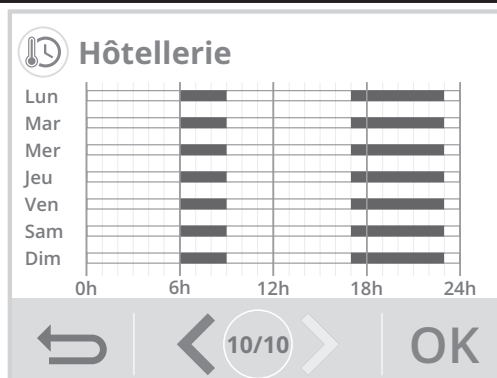 Hôtellerie
Lun
Mar
Mer
Jeu
Ven
Sam
Dim
0h 6h 12h 18h 24h
10/10 OK